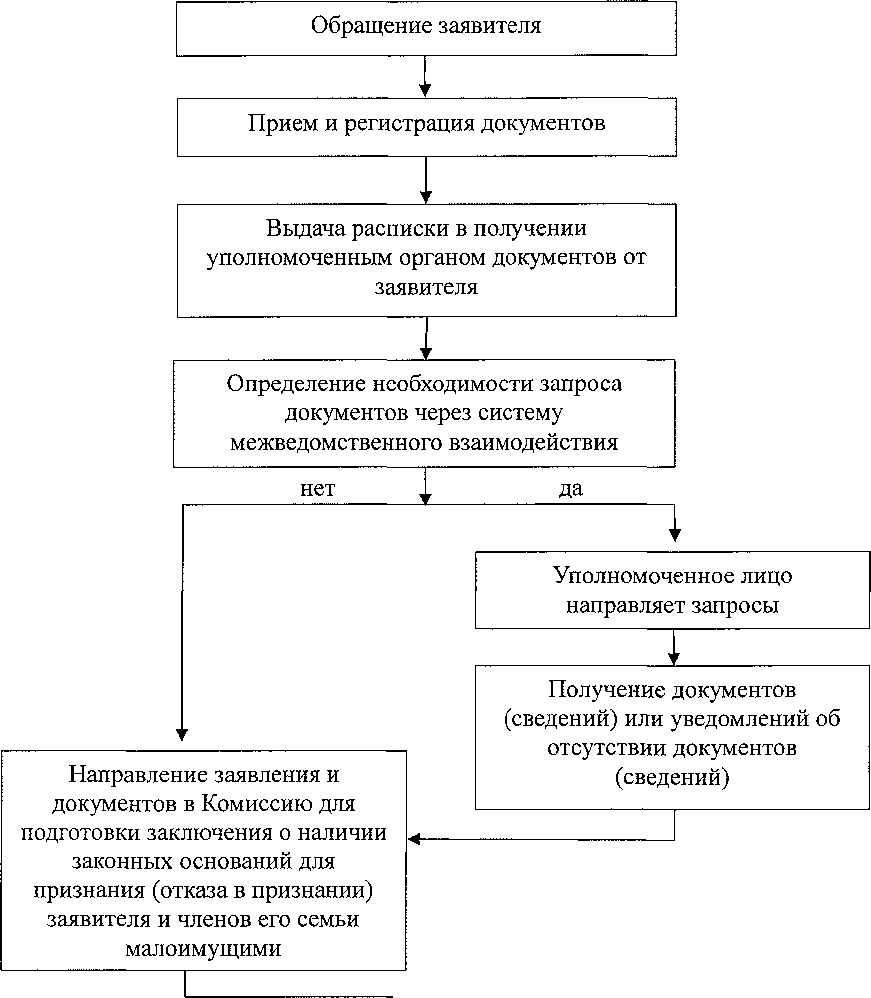 Обращение заявителя
Прием и регистрация документов
Выдача расписки в получении
уполномоченным органом документов от
заявителя
Определение необходимости запроса
документов через систему
межведомственного взаимодействия
нет
да
Уполномоченное лицо
направляет запросы
Получение документов
(сведений) или уведомлений об
отсутствии документов
(сведений)
Направление заявления и
документов в Комиссию для
подготовки заключения о наличии
законных оснований для
признания (отказа в признании)
заявителя и членов его семьи
малоимущими